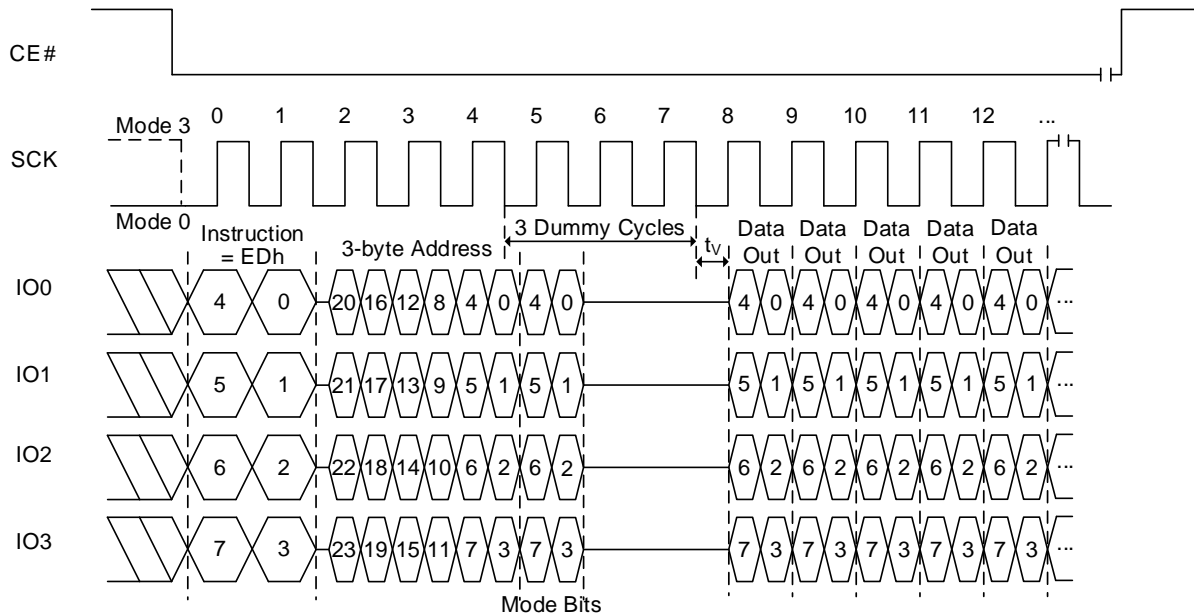 CE#
0 1 2 3 4 5 6 7 8 9 10 11 12 ...
Mode 3
SCK
Mode 0
Instruction = EDh
3-byte Address
3 Dummy Cycles
tV
Data Out Data Out Data Out Data Out Data Out
IO0 4 0 20 16 12 8 4 0 4 0 4 0 4 0 4 0 4 0 4 0 ...
IO1 5 1 21 17 13 9 5 1 5 1 5 1 5 1 5 1 5 1 5 1 ...
IO2 6 2 22 18 14 10 6 2 6 2 6 2 6 2 6 2 6 2 6 2 ...
IO3 7 3 23 19 15 11 7 3 7 3 7 3 7 3 7 3 7 3 7 3 ...
Mode Bits